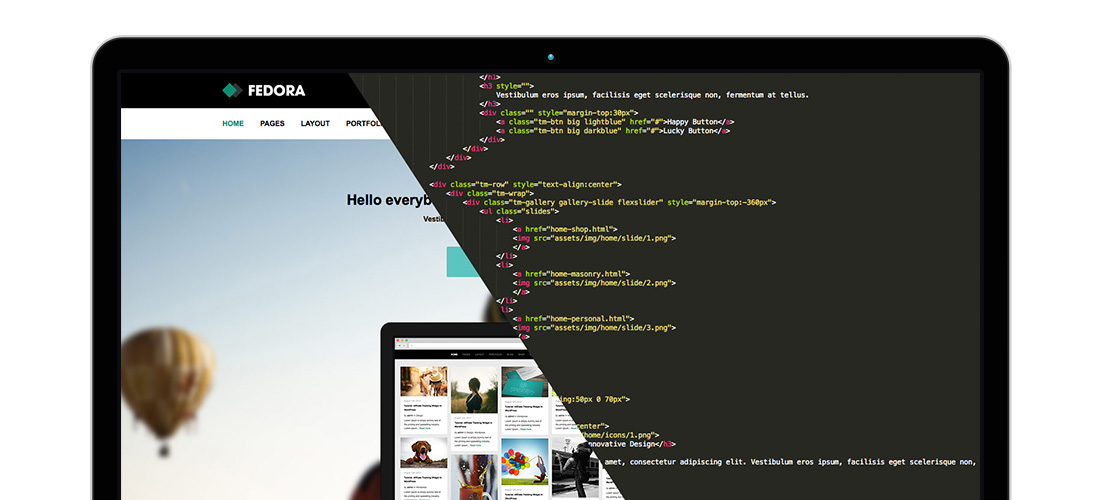 FEDORA
HOME PAGES LAYOUT
Hello
</h1>
<h3 style="">
Vestibulum eros ipsum, facilisis eget scelerisque non, fermentum at tellus.
</h3>
<div class="" style="margin-top:30px">
<a class="tm-btn big lightblue" href="#">Happy Button</a>
<a class="tm-btn big darkblue" href="#">Lucky Button</a>
</div>
</div>
</div>
</div>
<div class="tm-row" style="text-align:center">
<div class="tm-wrap">
<div class="tm-gallery gallery-slide flexslider" style="margin-top:-360px">
<ul class="slides">
<li>
<a href="home-shop.html">
<img src="assets/img/home/slide/1.png">
</a>
</li>
<li>
<a href="home-masonry.html">
<img src="assets/img/home/slide/2.png">
</a>
</li>
li>
<a href="home-personal.html">
<img src="assets/img/home/slide/3.png">
</a>
ing:50px 0 70px">
center">
/home/icons/1.png">
nnovative Design</h3>
amet, consectetur adipiscing elit. Vestibulum eros ipsum, facilisis eget scelerisque non,